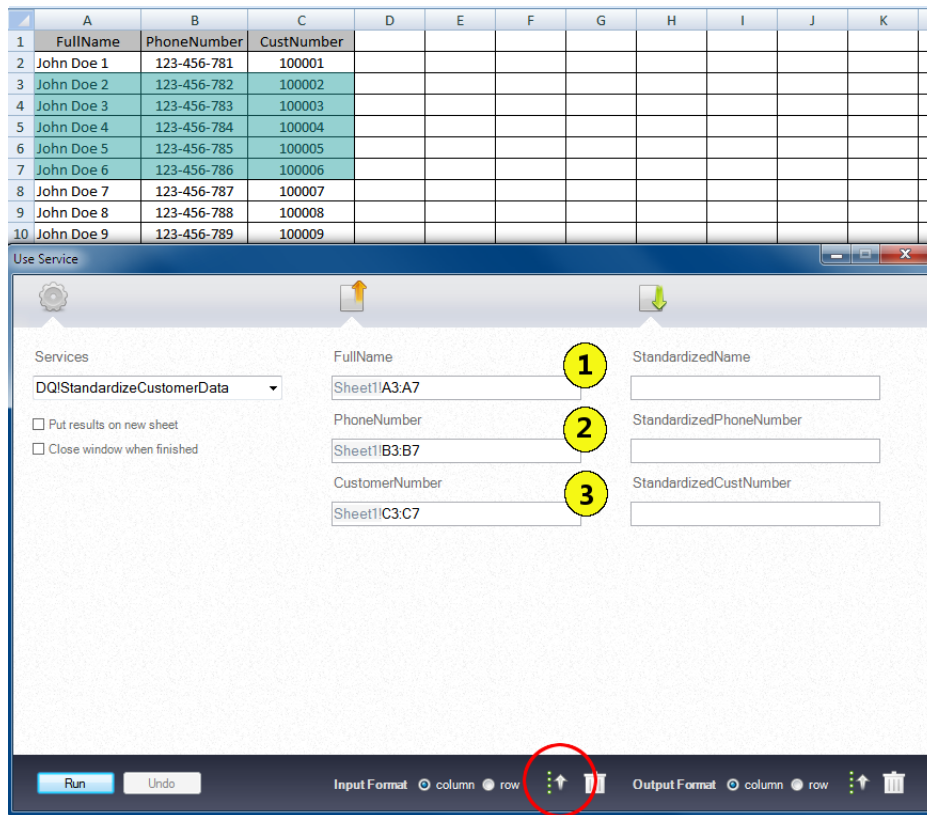 A B C D E F G H I J K
1 FullName PhoneNumber CustNumber
2 John Doe 1 123-456-781 100001
3 John Doe 2 123-456-782 100002
4 John Doe 3 123-456-783 100003
5 John Doe 4 123-456-784 100004
6 John Doe 5 123-456-785 100005
7 John Doe 6 123-456-786 100006
8 John Doe 7 123-456-787 100007
9 John Doe 8 123-456-788 100008
10 John Doe 9 123-456-789 100009
Use Service
Services
DQ!StandardizeCustomerData
Put results on new sheet
Close window when finished
FullName
1
Sheet1!A3:A7
PhoneNumber
2
Sheet1!B3:B7
CustomerNumber
3
Sheet1!C3:C7
StandardizedName
StandardizedPhoneNumber
StandardizedCustNumber
Run Undo Input Format column row Output Format column row